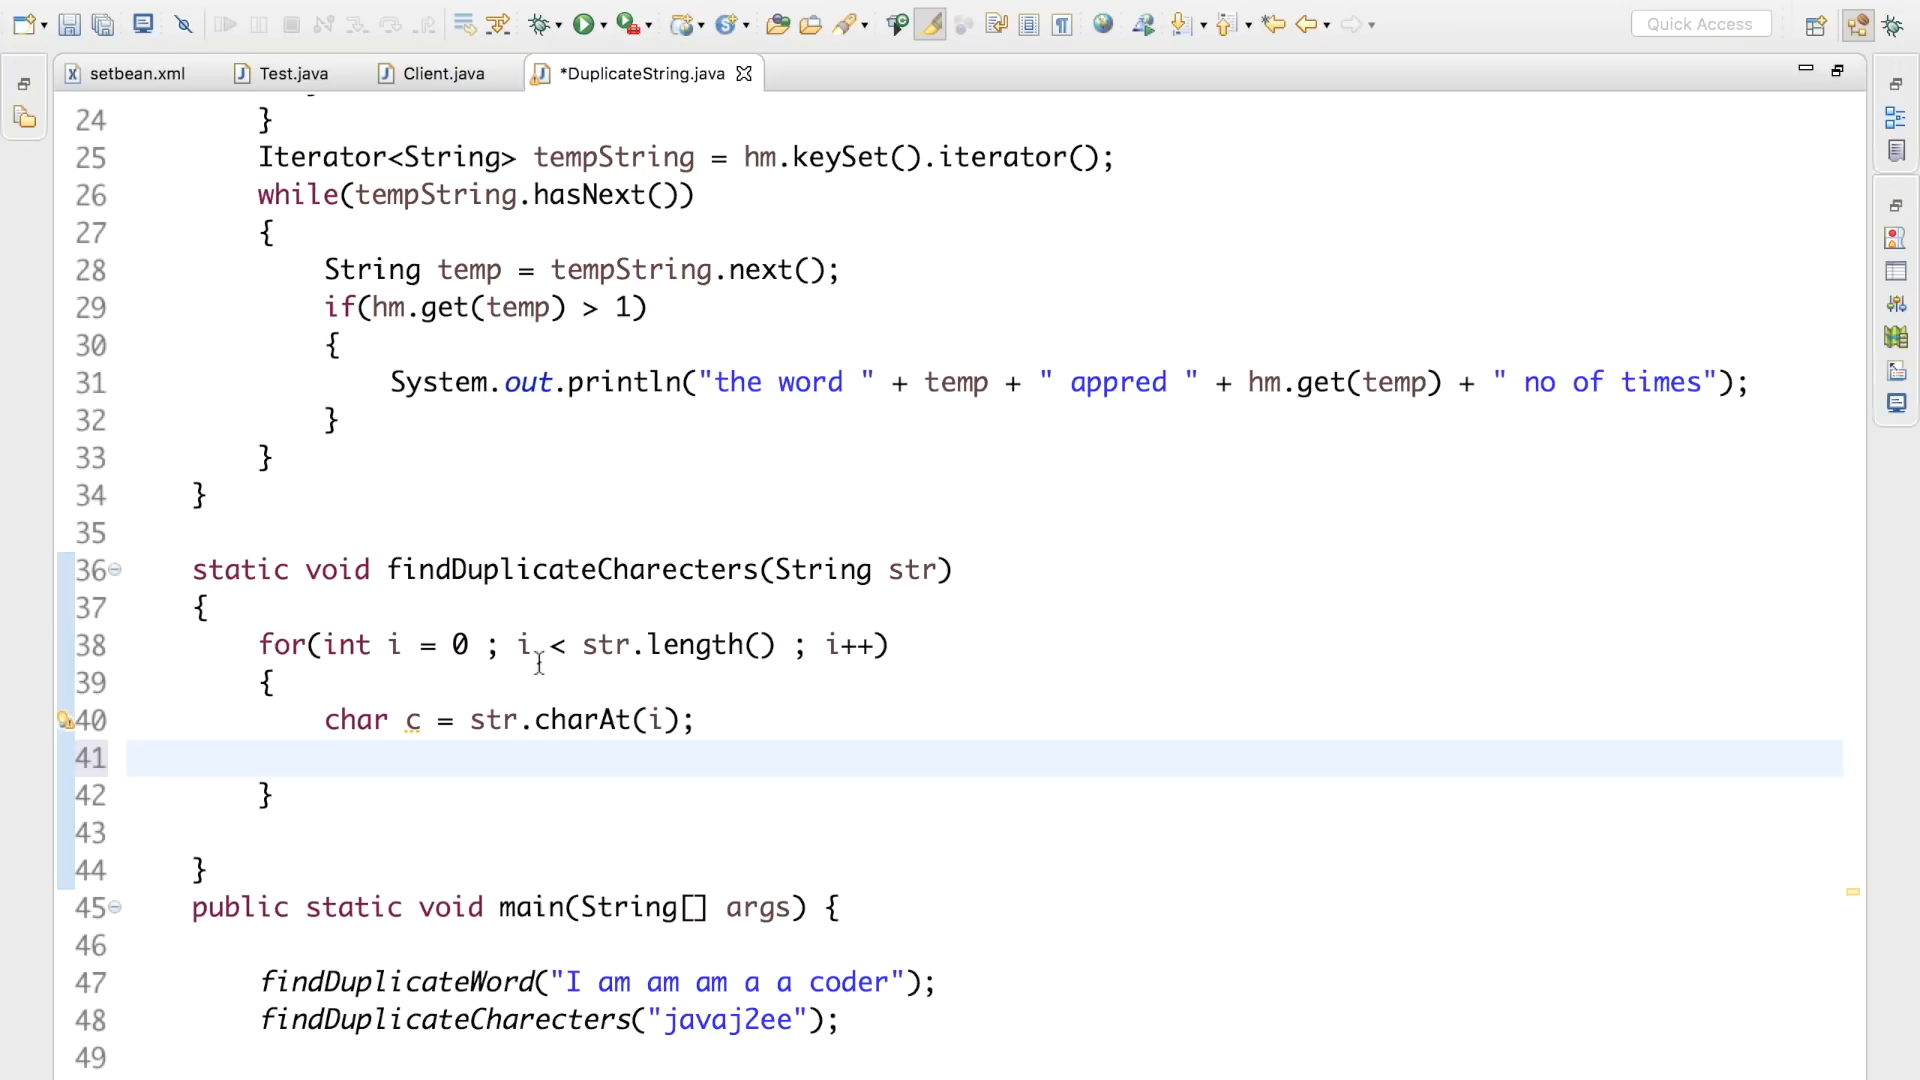 Quick Access
setbean.xml Test.java Client.java *DuplicateString.java
24 }
25 Iterator<String> tempString = hm.keySet().iterator();
26 while(tempString.hasNext())
27 {
28 String temp = tempString.next();
29 if(hm.get(temp) > 1)
30 {
31 System.out.println("the word " + temp + " appred " + hm.get(temp) + " no of times");
32 }
33 }
34 }
35
36 static void findDuplicateCharecters(String str)
37 {
38 for(int i = 0 ; i < str.length() ; i++)
39 {
40 char c = str.charAt(i);
41
42 }
43
44 }
45 public static void main(String[] args) {
46
47 findDuplicateWord("I am am am a a coder");
48 findDuplicateCharecters("javaj2ee");
49